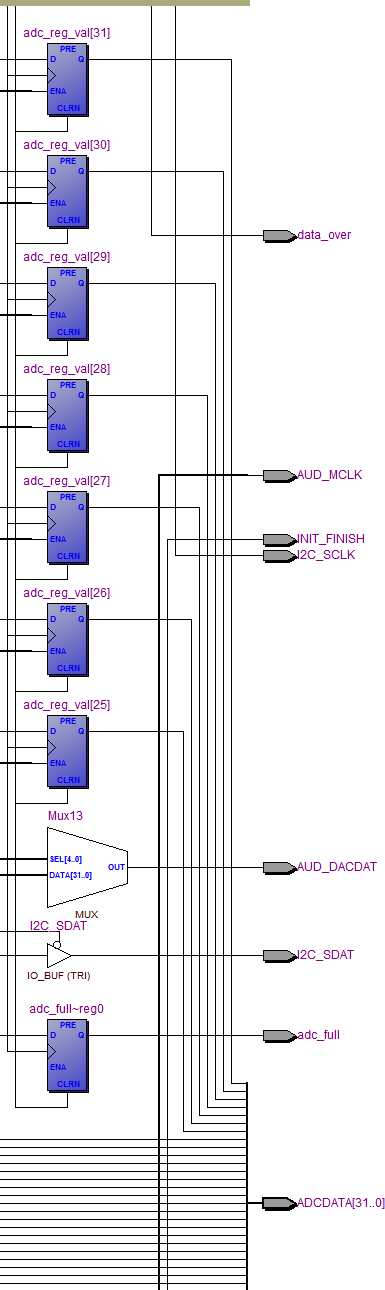 adc_reg_val[31]
PRE
D Q
ENA
CLRN
adc_reg_val[30]
PRE
D Q
ENA
CLRN
data_over
adc_reg_val[29]
PRE
D Q
ENA
CLRN
adc_reg_val[28]
PRE
D Q
ENA
CLRN
AUD_MCLK
adc_reg_val[27]
PRE
D Q
ENA
CLRN
INIT_FINISH
I2C_SCLK
adc_reg_val[26]
PRE
D Q
ENA
CLRN
adc_reg_val[25]
PRE
D Q
ENA
CLRN
Mux13
SEL[4..0]
OUT
DATA[31..0]
AUD_DACDAT
MUX
I2C_SDAT
I2C_SDAT
IO_BUF (TRI)
adc_full~reg0
PRE
D Q
ENA
CLRN
adc_full
ADCDATA[31..0]